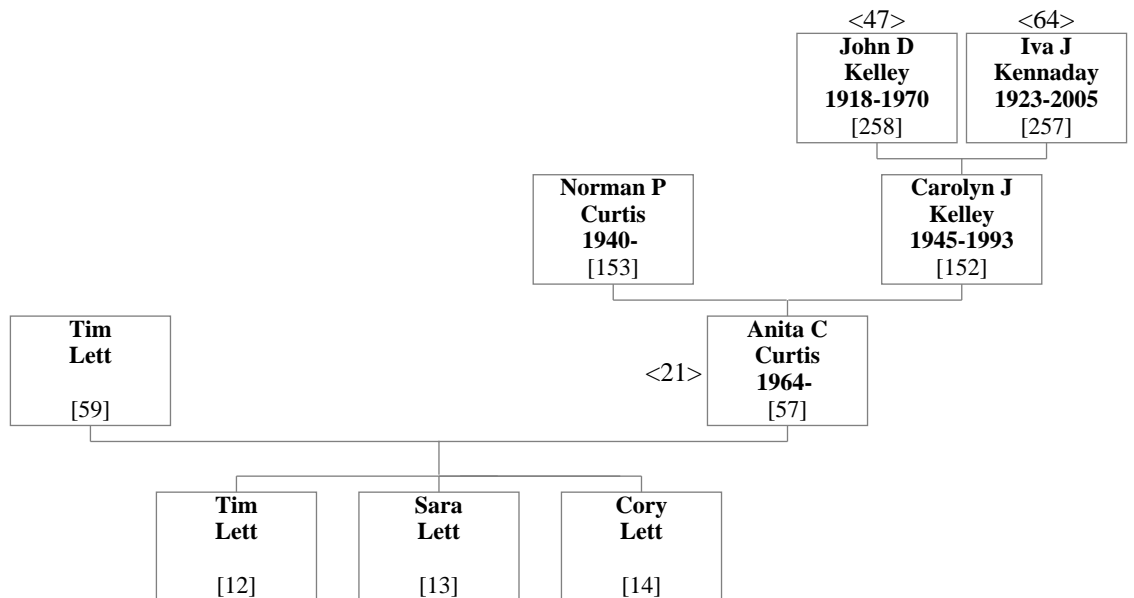 <47>
<64>
John D
Kelley
1918-1970
[258]
Iva J
Kennaday
1923-2005
[257]
Norman P
Curtis
1940-
[153]
Carolyn J
Kelley
1945-1993
[152]
Tim
Lett
[59]
<21>
Anita C
Curtis
1964-
[57]
Tim
Lett
[12]
Sara
Lett
[13]
Cory
Lett
[14]